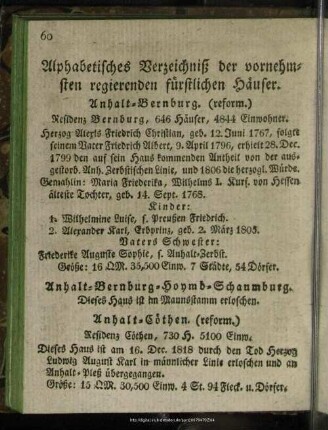 60
Alphabetisches Verzeichniß der vornehm-
sten regierenden fürstlichen Häuser.
Anhalt-Bernburg. (reform.)
Residenz Bernburg, 646 Häuser, 4844 Einwohner.
Herzog Alexis Friedrich Christian, geb. 12. Juni 1767, folgte
seinem Vater Friedrich Albert, 9. April 1796, erhielt 28. Dec.
1799 den auf sein Haus kommenden Antheil von der aus-
gestorb. Anh. Zerbstischen Linie, und 1806 die herzogl. Würde.
Gemahlin: Maria Friederika, Wilhelms I. Kurf. von Hessen
älteste Tochter, geb. 14. Sept. 1768.
Kinder:
1. Wilhelmine Luise, s. Preußen Friedrich.
2. Alexander Karl, Erbprinz, geb. 2. März 1805.
Vaters Schwester:
Friederike Auguste Sophie, s. Anhalt-Zerbst.
Größe: 16 Q.M. 35,500 Einw. 7 Städte, 54 Dörfer.
Anhalt-Bernburg-Hoymb-Schaumburg.
Dieses Haus ist im Mannsstamm erloschen.
Anhalt-Cöthen. (reform.)
Residenz Cöthen, 730 H. 5100 Einw.
Dieses Haus ist am 16. Dec. 1818 durch den Tod Herzog
Ludwig August Karl in männlicher Linie erloschen und an
Anhalt-Pleß übergegangen.
Größe: 15 Q.M. 30,500 Einw. 4 St. 94 Fleck. u. Dörfer.